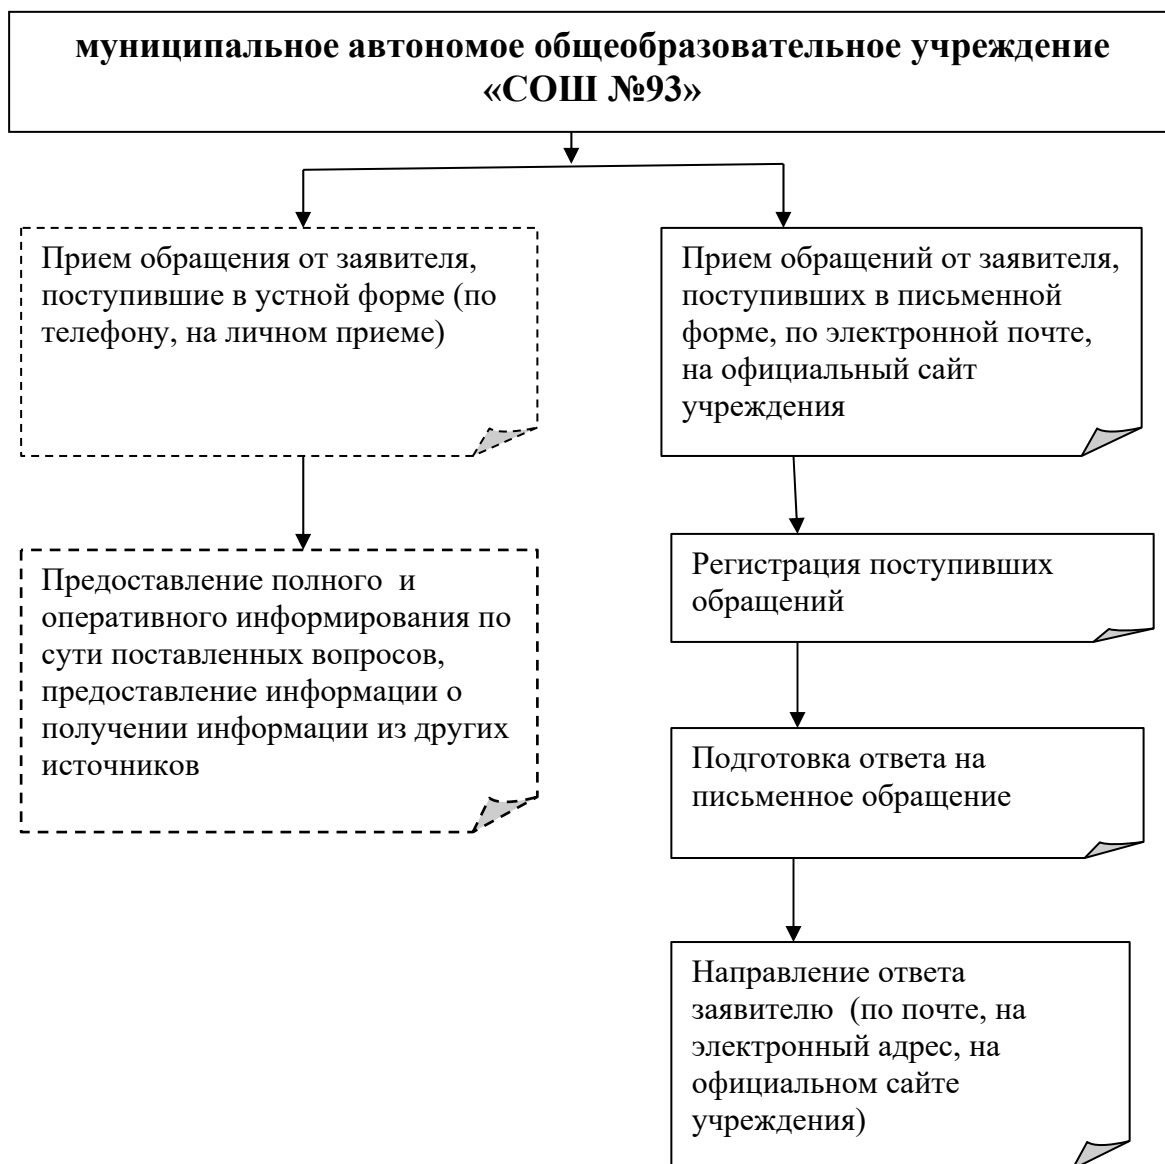 муниципальное автономое общеобразовательное учреждение
«СОШ №93»
Прием обращения от заявителя,
поступившие в устной форме (по
телефону, на личном приеме)
Предоставление полного  и
оперативного информирования по
сути поставленных вопросов,
предоставление информации о
получении информации из других
источников
Прием обращений от заявителя,
поступивших в письменной
форме, по электронной почте,
на официальный сайт
учреждения
Регистрация поступивших
обращений
Подготовка ответа на
письменное обращение
Направление ответа
заявителю  (по почте, на
электронный адрес, на
официальном сайте
учреждения)